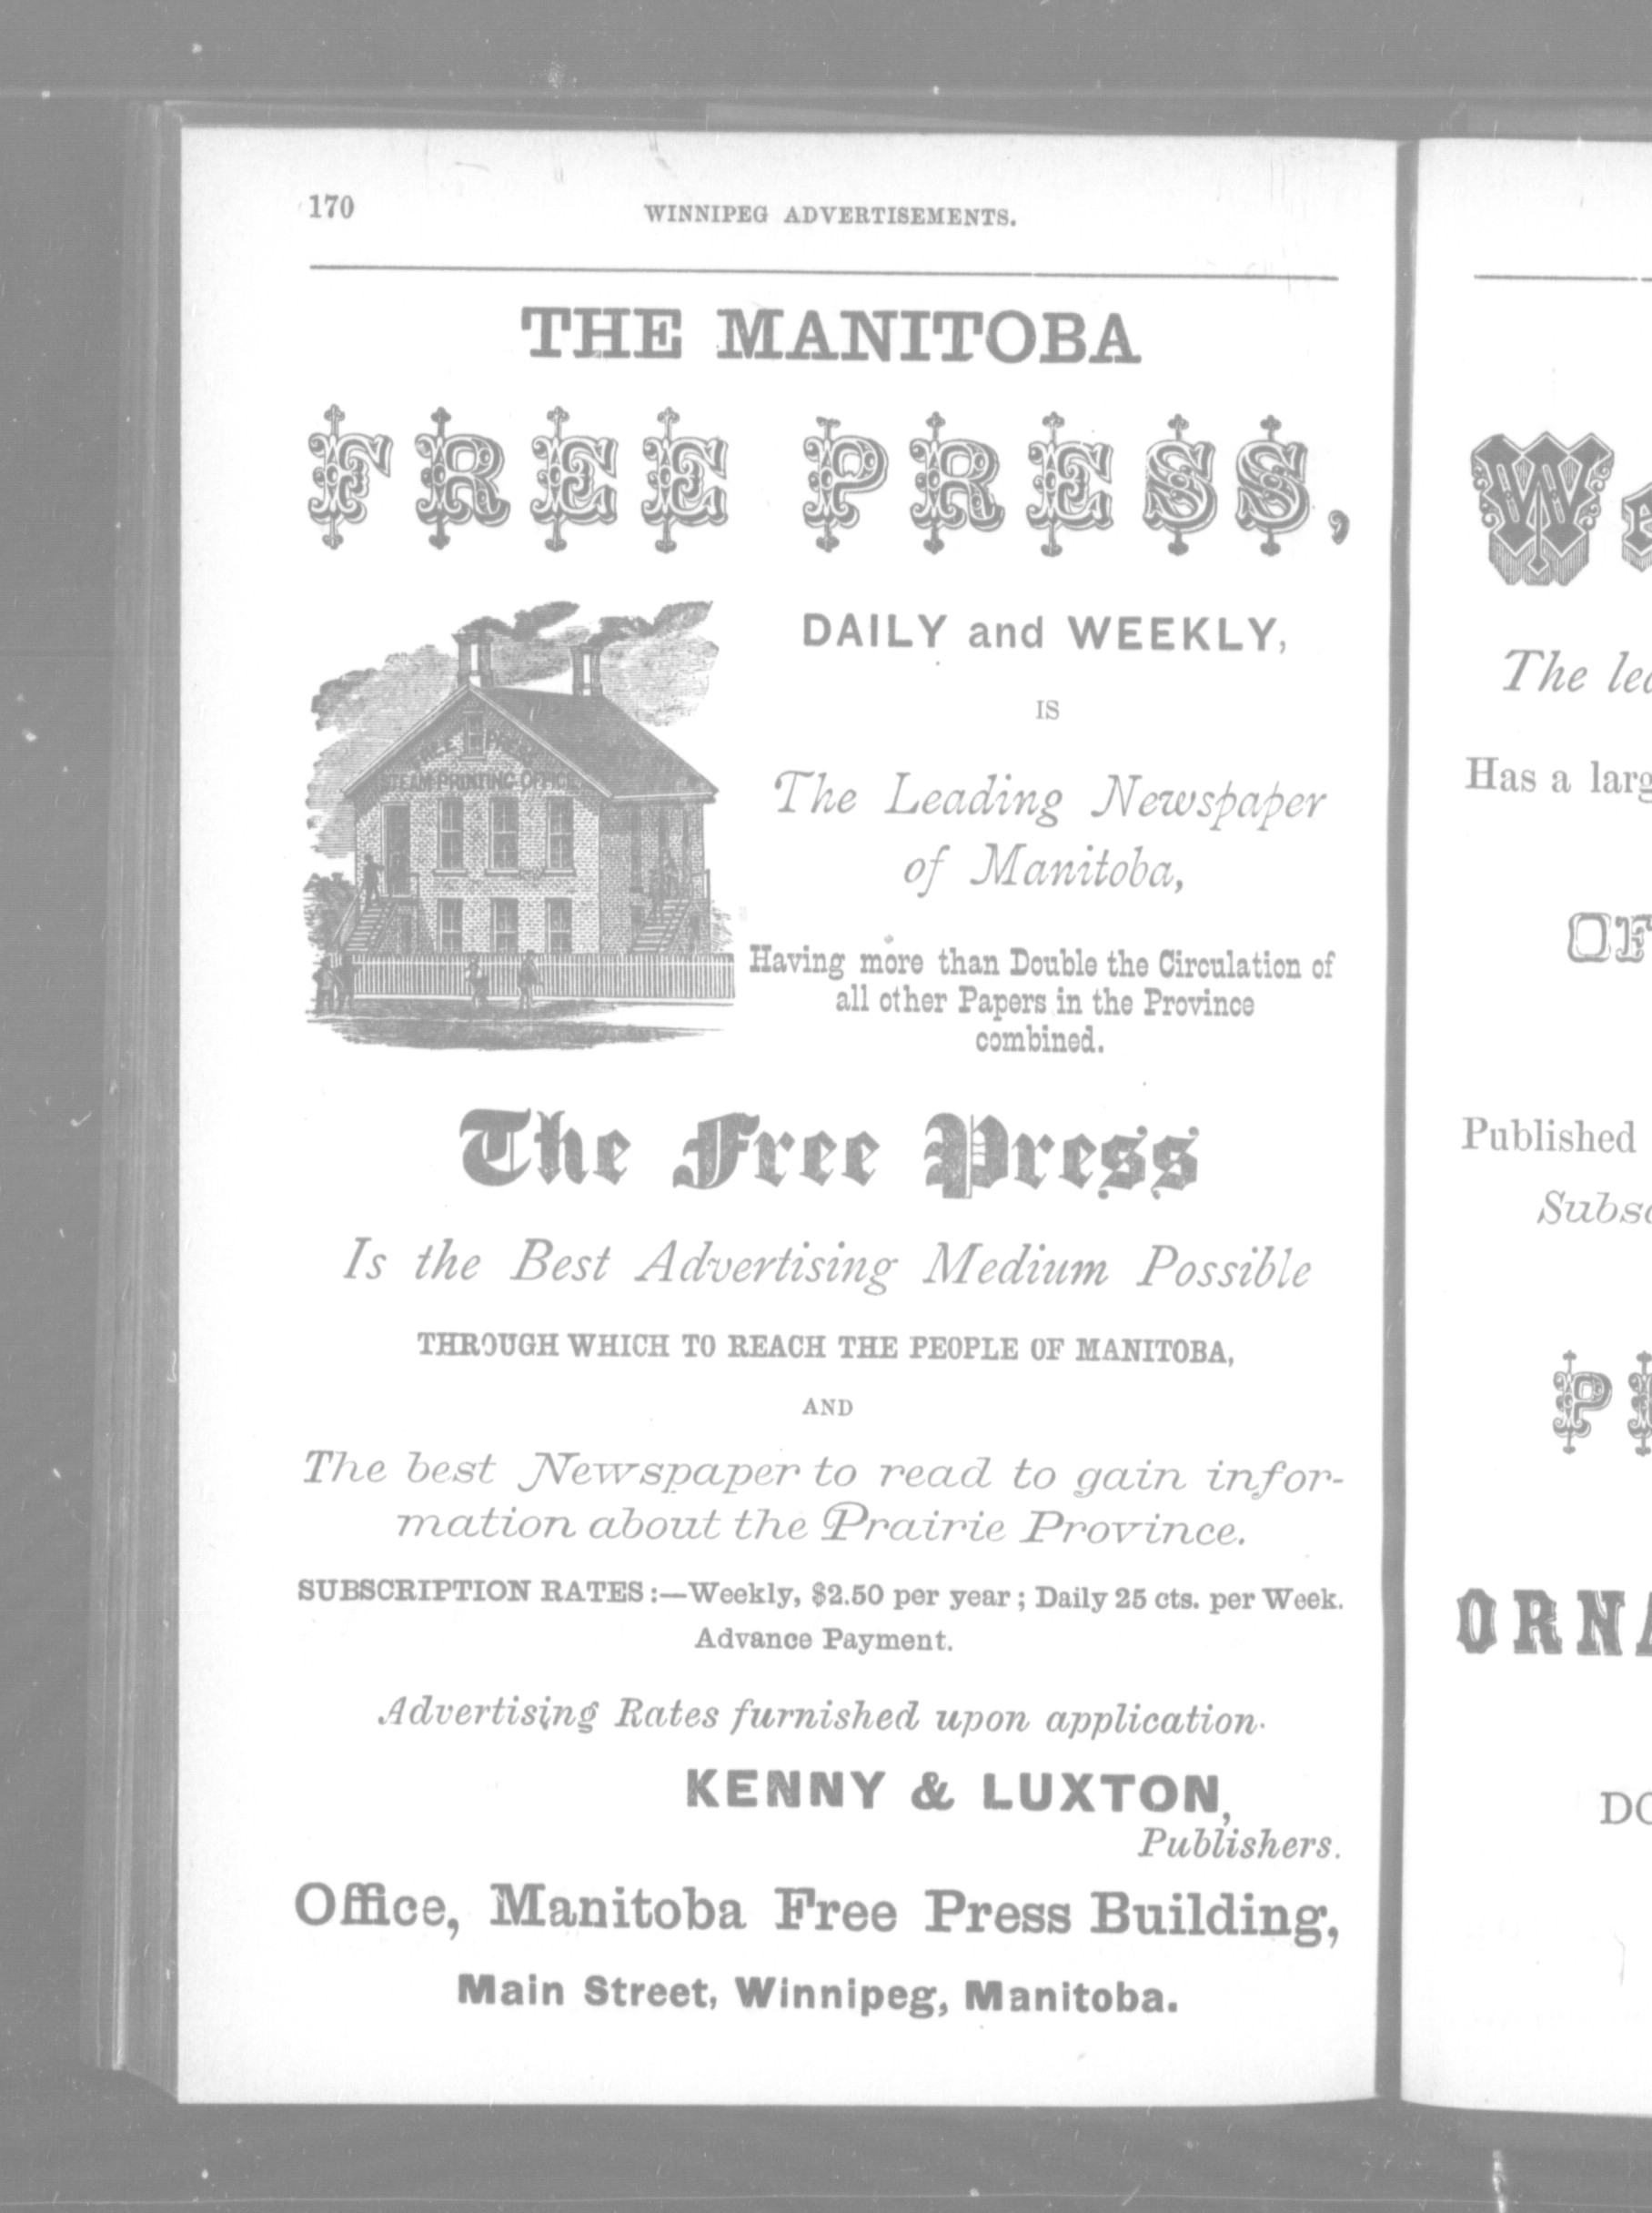 170
WINNIPEG ADVERTISEMENTS.
THE MANITOBA
FREE PRESS,
FREE PRESS
STEAM PRINTING OFFICE
DAILY and WEEKLY,
IS
The Leading Newspaper
of Manitoba,
Having more than Double the Circulation of
all other Papers in the Province
combined.
The Free Press
Is the Best Advertising Medium Possible
THROUGH WHICH TO REACH THE PEOPLE OF MANITOBA,
AND
The best Newspaper to read to gain infor-
mation about the Prairie Province.
SUBSCRIPTION RATES:—Weekly, $2.50 per year; Daily 25 cts. per Week.
Advance Payment.
Advertising Rates furnished upon application.
KENNY & LUXTON,
Publishers.
Office, Manitoba Free Press Building,
Main Street, Winnipeg, Manitoba.
The
Has a
OF
Published